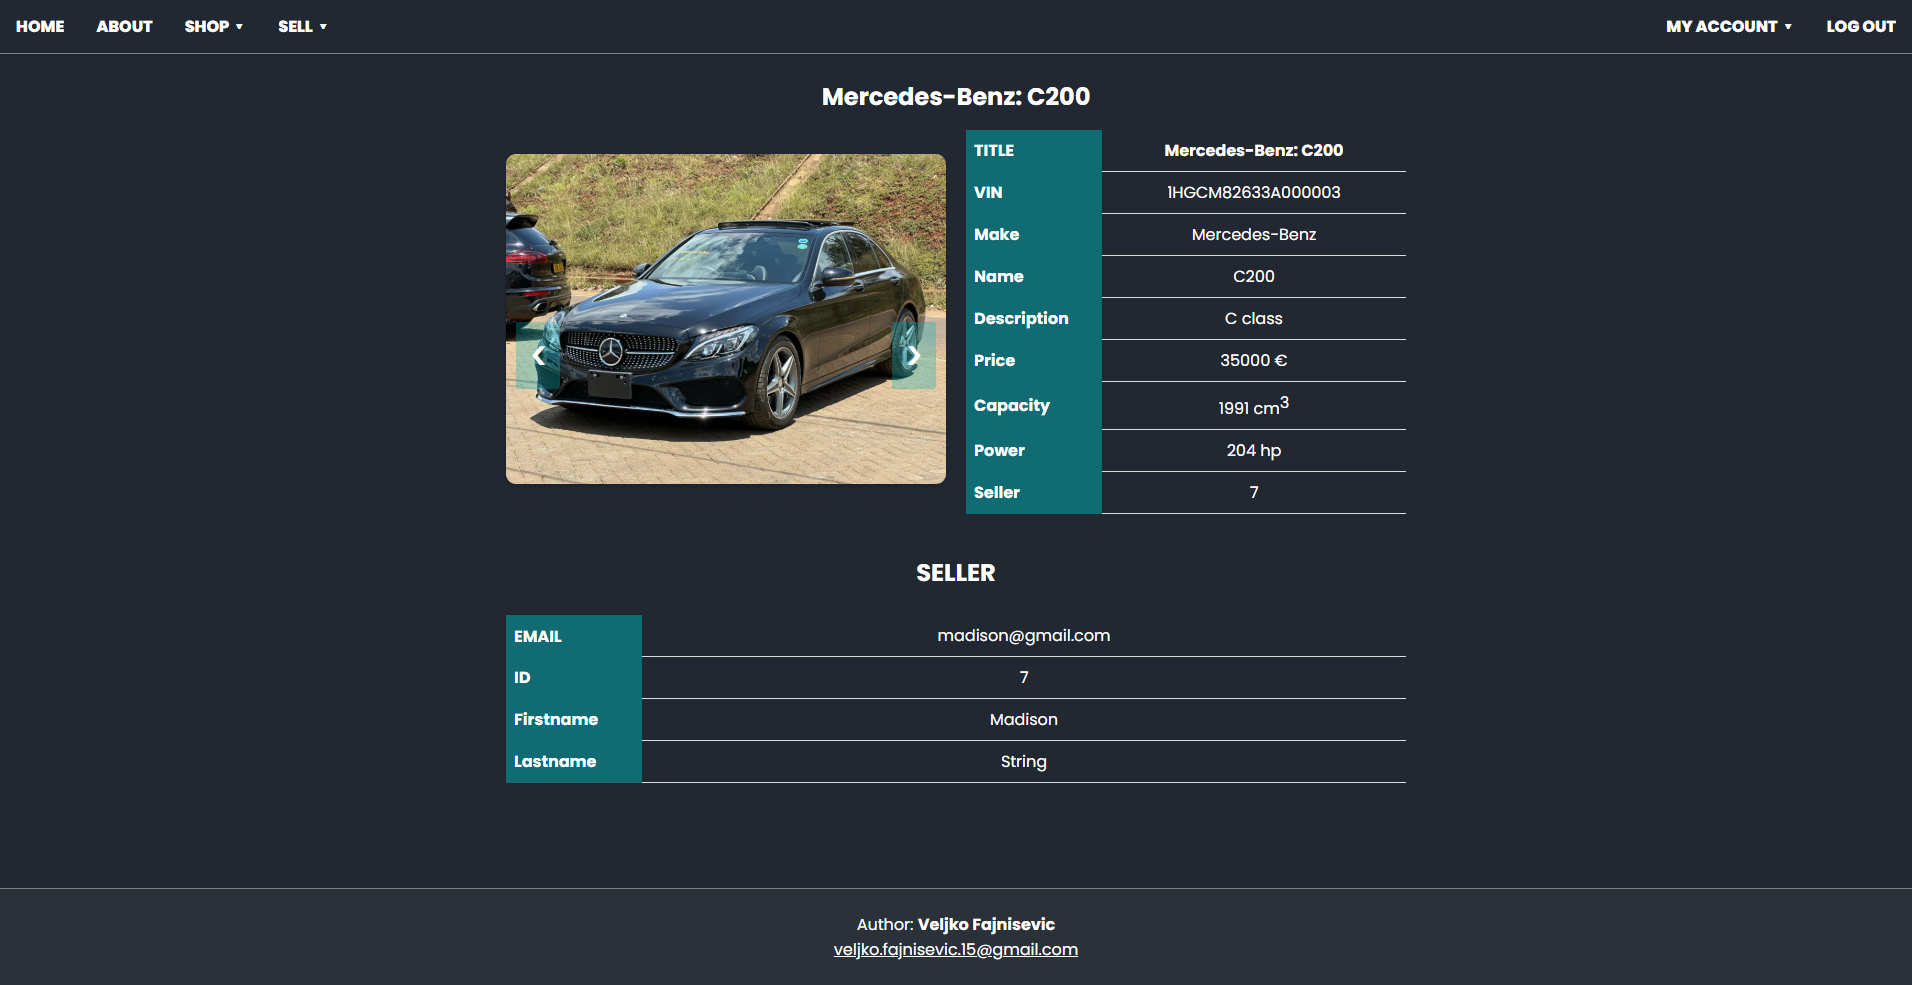 HOME ABOUT SHOP ▼ SELL ▼ MY ACCOUNT ▼ LOG OUT
Mercedes-Benz: C200
TITLE Mercedes-Benz: C200
VIN 1HGCM82633A000003
Make Mercedes-Benz
Name C200
Description C class
Price 35000 €
Capacity 1991 cm³
Power 204 hp
Seller 7
SELLER
EMAIL madison@gmail.com
ID 7
Firstname Madison
Lastname String
Author: Veljko Fajnisevic
veljko.fajnisevic.15@gmail.com